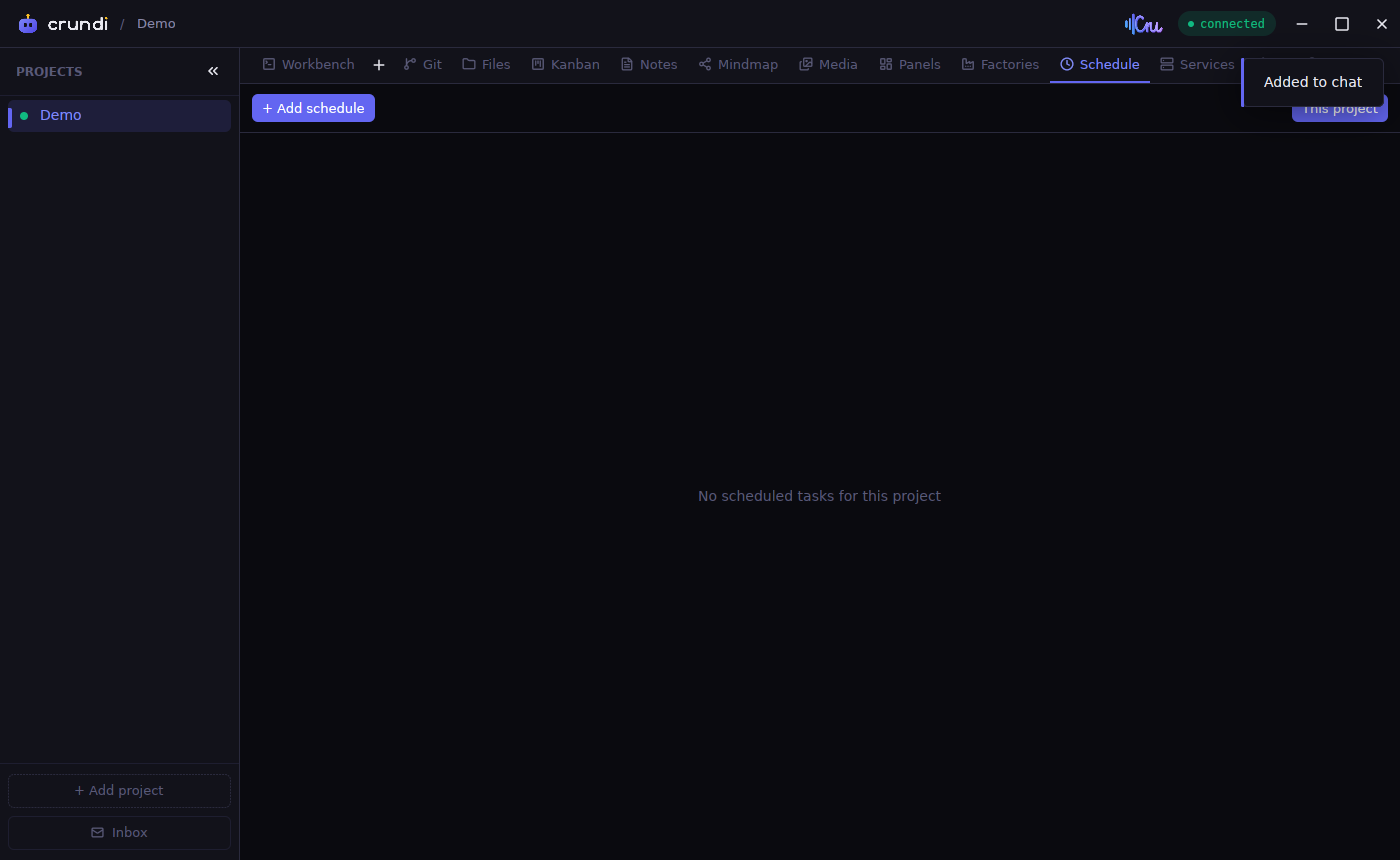 crundi / Demo
Cru
connected
PROJECTS
Workbench
Git
Files
Kanban
Notes
Mindmap
Media
Panels
Factories
Schedule
Services
Added to chat
Demo
+ Add schedule
This project
No scheduled tasks for this project
+ Add project
Inbox